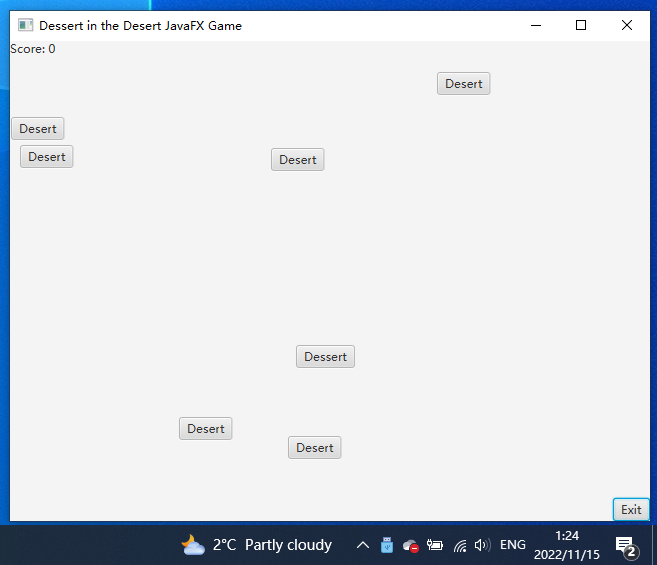 Dessert in the Desert JavaFX Game
Score: 0
Desert
Desert
Desert
Desert
Dessert
Desert
Desert
Exit
2°C Partly cloudy
ENG
1:24
2022/11/15
2